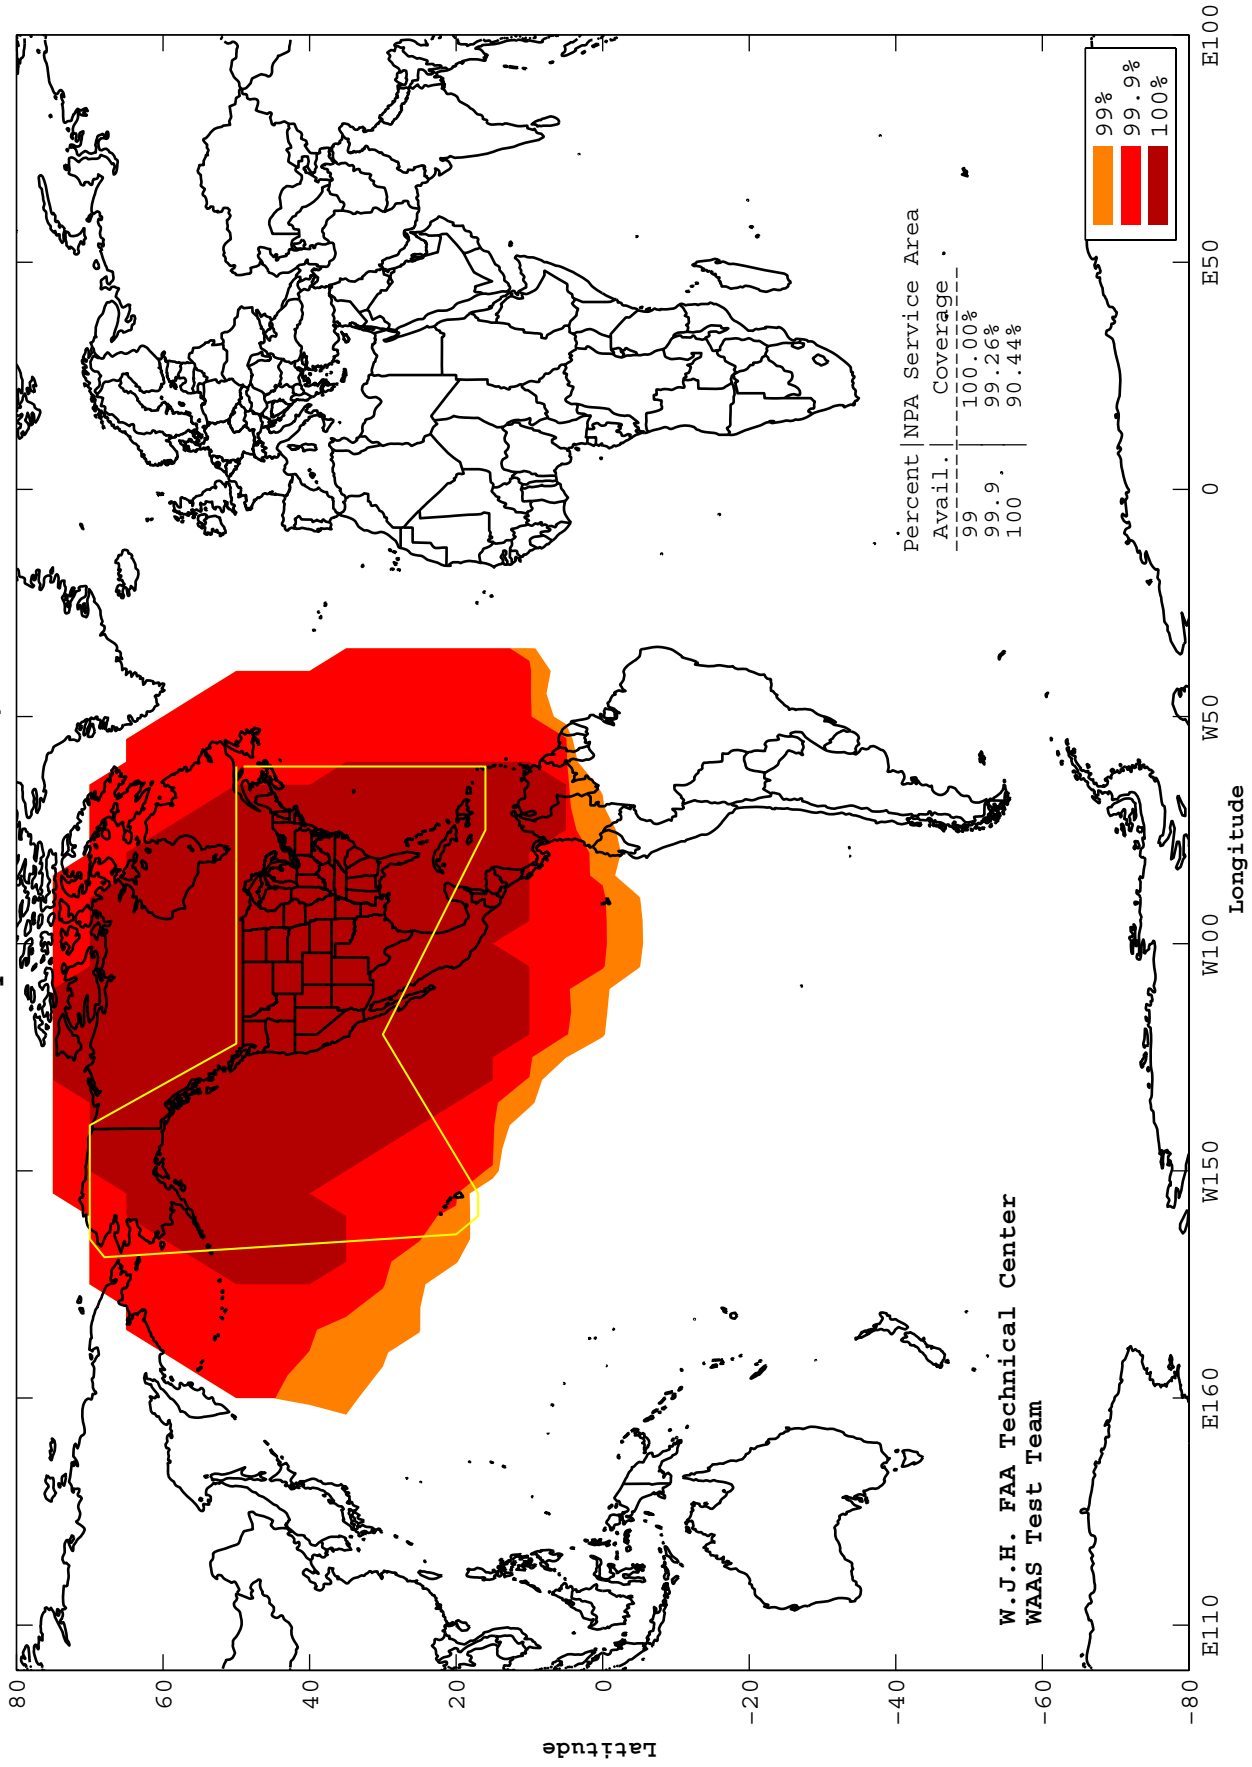 80
60
40
20
0
-20
-40
-60
-80
Latitude
E110
E160
W150
W100
W50
0
E50
E100
Longitude
W.J.H. FAA Technical Center
WAAS Test Team
Percent|NPA Service Area
Avail. | Coverage
99 | 100.00%
99.9. | 99.26%
100 | 90.44%
99%
99.9%
100%